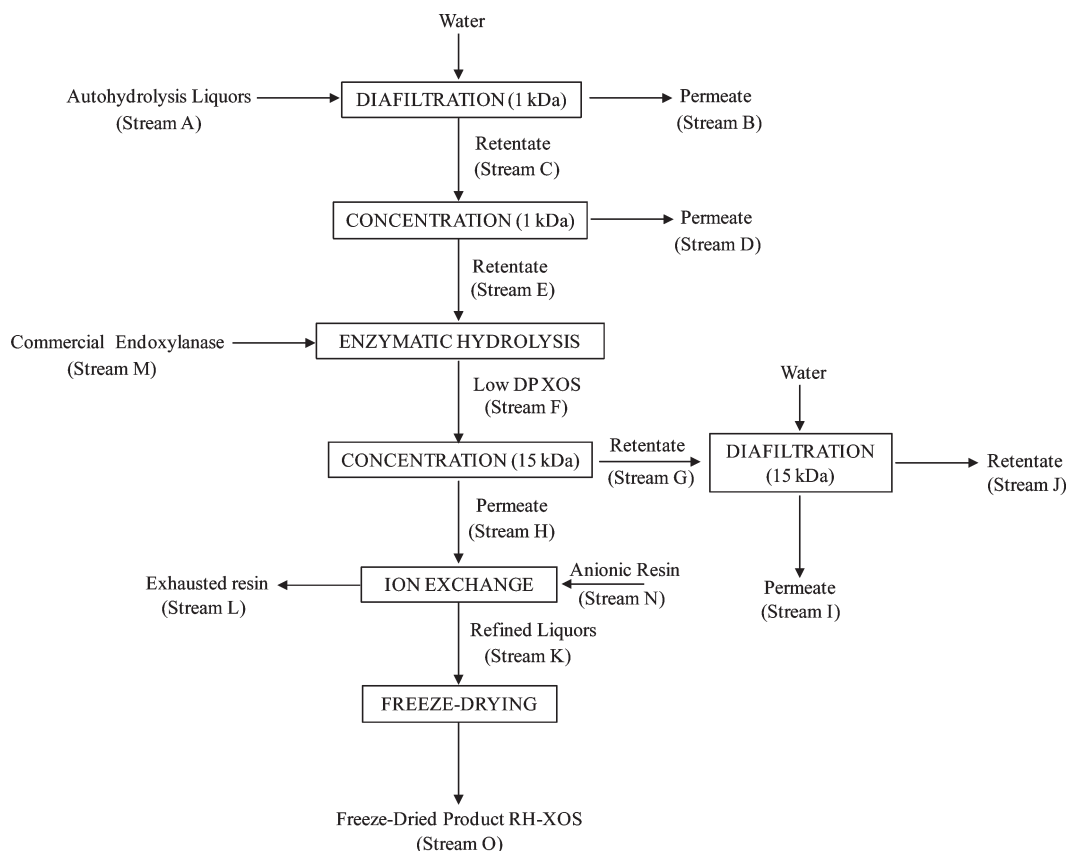 Water
Autohydrolysis Liquors
(Stream A)
DIAFILTRATION (1 kDa)
Permeate
(Stream B)
Retentate
(Stream C)
CONCENTRATION (1 kDa)
Permeate
(Stream D)
Retentate
(Stream E)
Commercial Endoxylanase
(Stream M)
ENZYMATIC HYDROLYSIS
Low DP XOS
(Stream F)
Water
CONCENTRATION (15 kDa)
Retentate
(Stream G)
DIAFILTRATION
(15 kDa)
Retentate
(Stream J)
Permeate
(Stream H)
Exhausted resin
(Stream L)
ION EXCHANGE
Anionic Resin
(Stream N)
Permeate
(Stream I)
Refined Liquors
(Stream K)
FREEZE-DRYING
Freeze-Dried Product RH-XOS
(Stream O)